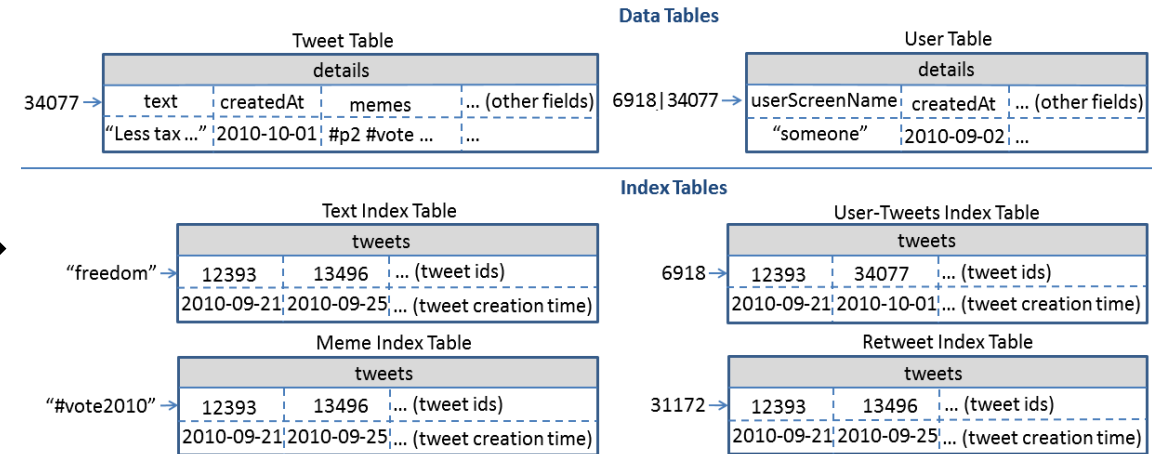 Data Tables
Tweet Table
details
34077
text createdAt memes ... (other fields)
"Less tax ..." 2010-10-01 #p2 #vote ... ...
User Table
details
6918|34077
userScreenName createdAt ... (other fields)
"someone" 2010-09-02 ...
Index Tables
Text Index Table
tweets
"freedom"
12393 13496 ... (tweet ids)
2010-09-21 2010-09-25 ... (tweet creation time)
User-Tweets Index Table
tweets
6918
12393 34077 ... (tweet ids)
2010-09-21 2010-10-01 ... (tweet creation time)
Meme Index Table
tweets
"#vote2010"
12393 13496 ... (tweet ids)
2010-09-21 2010-09-25 ... (tweet creation time)
Retweet Index Table
tweets
31172
12393 13496 ... (tweet ids)
2010-09-21 2010-09-25 ... (tweet creation time)